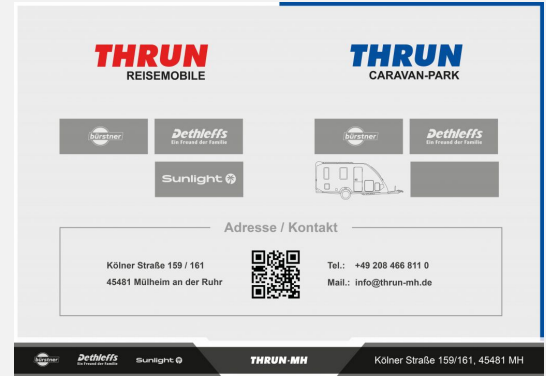 THRUN
REISEMOBILE
THRUN
CARAVAN-PARK
bürstner
Dethleffs
Ein Freund der Familie
bürstner
Dethleffs
Ein Freund der Familie
Sunlight
Adresse / Kontakt
Kölner Straße 159 / 161
45481 Mülheim an der Ruhr
Tel.: +49 208 466 811 0
Mail.: info@thrun-mh.de
bürstner
Dethleffs
Ein Freund der Familie
Sunlight
THRUN-MH
Kölner Straße 159/161, 45481 MH